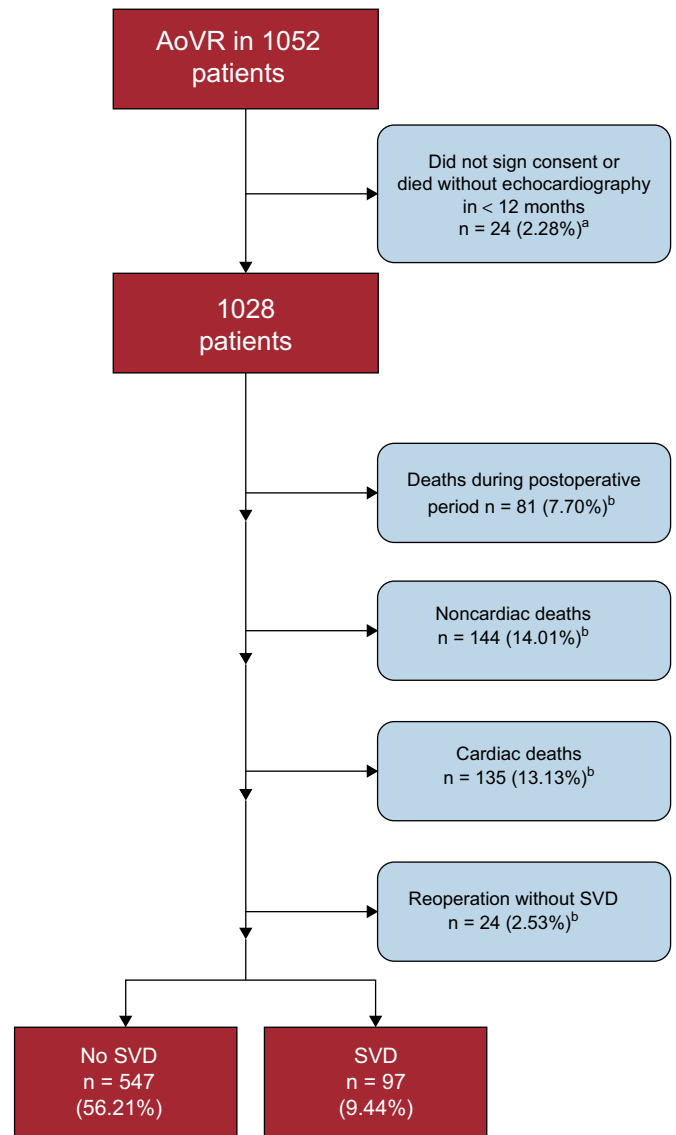 AoVR in 1052
patients
Did not sign consent or
died without echocardiography
in < 12 months
n = 24 (2.28%)a
1028
patients
Deaths during postoperative
period n = 81 (7.70%)b
Noncardiac deaths
n = 144 (14.01%)b
Cardiac deaths
n = 135 (13.13%)b
Reoperation without SVD
n = 24 (2.53%)b
No SVD
n = 547
(56.21%)
SVD
n = 97
(9.44%)